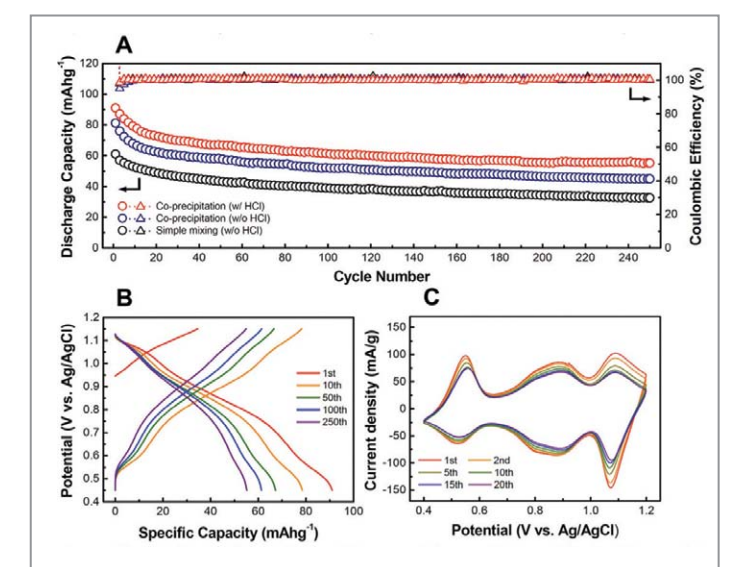 A
Discharge Capacity (mAhg⁻¹)
120
100
80
60
40
20
0
100
80
60
40
20
0
Coulombic Efficiency (%)
Co-precipitation (w/ HCl)
Co-precipitation (w/o HCl)
Simple mixing (w/o HCl)
0 20 40 60 80 100 120 140 160 180 200 220 240
Cycle Number
B
Potential (V vs. Ag/AgCl)
1.2
1.1
1.0
0.9
0.8
0.7
0.6
0.5
0.4
1st
10th
50th
100th
250th
0 20 40 60 80 100
Specific Capacity (mAhg⁻¹)
C
Current density (mA/g)
150
100
50
0
-50
-100
-150
1st 2nd
5th 10th
15th 20th
0.4 0.6 0.8 1.0 1.2
Potential (V vs. Ag/AgCl)